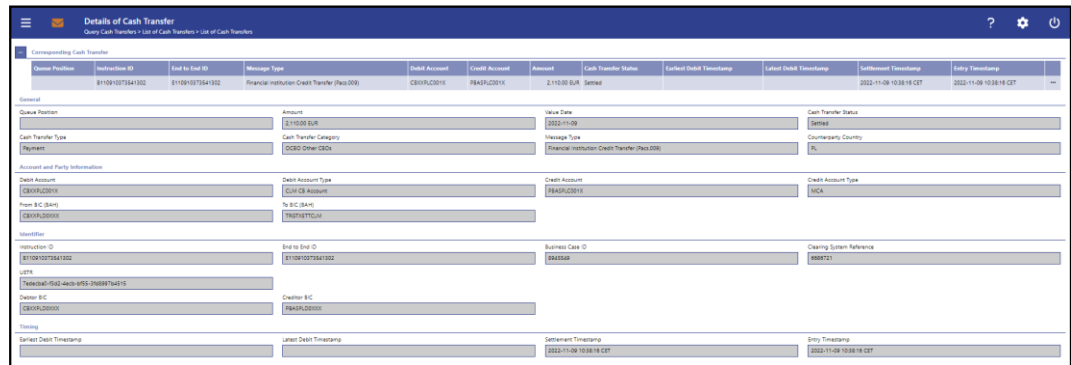 Details of Cash Transfer
Query Cash Transfers > List of Cash Transfers > List of Cash Transfers
Corresponding Cash Transfer
Queue Position Instruction ID End to End ID Message Type Debit Account Credit Account Amount Cash Transfer Status Earliest Debit Timestamp Latest Debit Timestamp Settlement Timestamp Entry Timestamp
B110910373541302 E110910373541302 Financial Institution Credit Transfer (Pacs.009) CBXXPLC001X PBASPLC001X 2,110.00 EUR Settled 2022-11-09 10:38:16 CET 2022-11-09 10:38:16 CET
General
Queue Position Amount Value Date Cash Transfer Status
2,110.00 EUR 2022-11-09 Settled
Cash Transfer Type Cash Transfer Category Message Type Counterparty Country
Payment OCBO Other CBOs Financial Institution Credit Transfer (Pacs.009) PL
Account and Party Information
Debit Account Debit Account Type Credit Account Credit Account Type
CBXXPLC001X CLM CB Account PBASPLC001X MCA
From BIC (BAH) To BIC (BAH)
CBXXPLD0XXX TRGTXETTCLM
Identifier
Instruction ID End to End ID Business Case ID Clearing System Reference
B110910373541302 E110910373541302 8945549 6686721
UETR
Debtor BIC Creditor BIC
CBXXPLD0XXX PBASPLD0XXX
Timing
Earliest Debit Timestamp Latest Debit Timestamp Settlement Timestamp Entry Timestamp
2022-11-09 10:38:16 CET 2022-11-09 10:38:16 CET